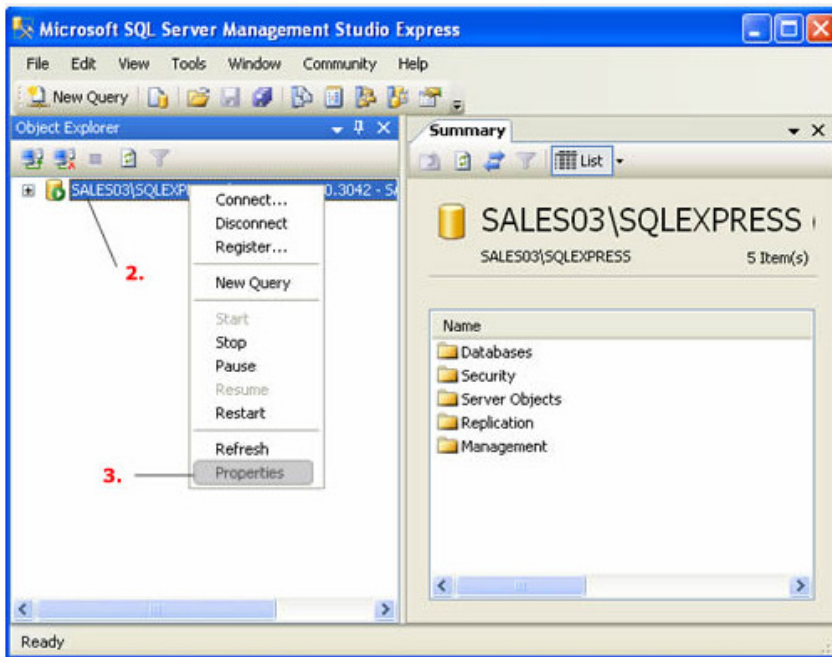 Microsoft SQL Server Management Studio Express
File Edit View Tools Window Community Help
New Query
Object Explorer
SALES03\SQLEXP 0.3042 - SA
2.
Connect...
Disconnect
Register...
New Query
Start
Stop
Pause
Resume
Restart
Refresh
3. Properties
Summary
List
SALES03\SQLEXPRESS (
SALES03\SQLEXPRESS 5 Item(s)
Name
Databases
Security
Server Objects
Replication
Management
Ready